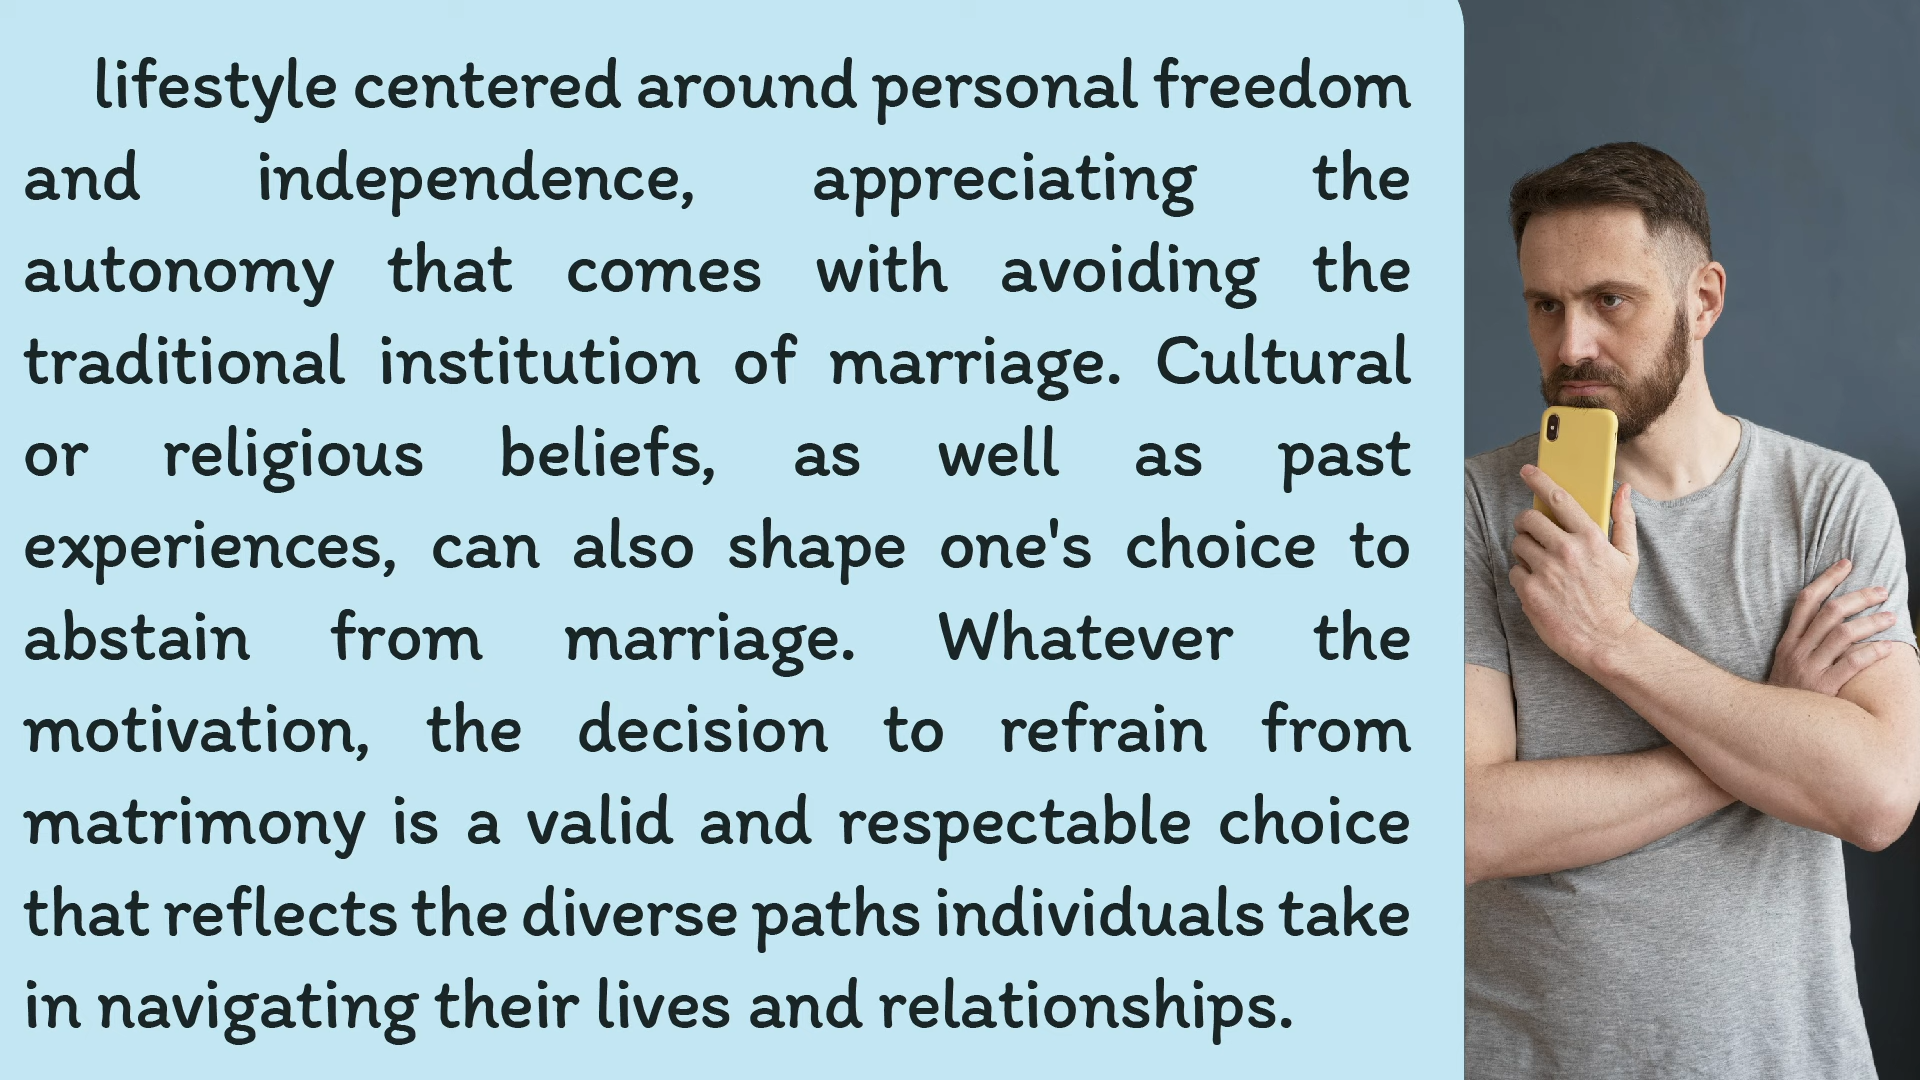 lifestyle centered around personal freedom
and independence, appreciating the
autonomy that comes with avoiding the
traditional institution of marriage. Cultural
or religious beliefs, as well as past
experiences, can also shape one's choice to
abstain from marriage. Whatever the
motivation, the decision to refrain from
matrimony is a valid and respectable choice
that reflects the diverse paths individuals take
in navigating their lives and relationships.